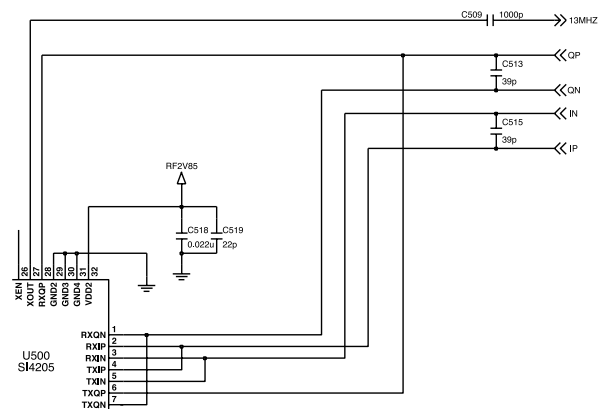 C509 1000p 13MHZ
QP
C513
39p
QN
IN
C515
39p
IP
RF2V85
C518 C519
0.022u 22p
XEN
XOUT 26
RXQP 27
GND2 28
GND3 29
GND4 30
VDD2 31
32
RXQN 1
RXIP 2
RXIN 3
TXIP 4
TXIN 5
TXQP 6
TXQN 7
U500
SI4205